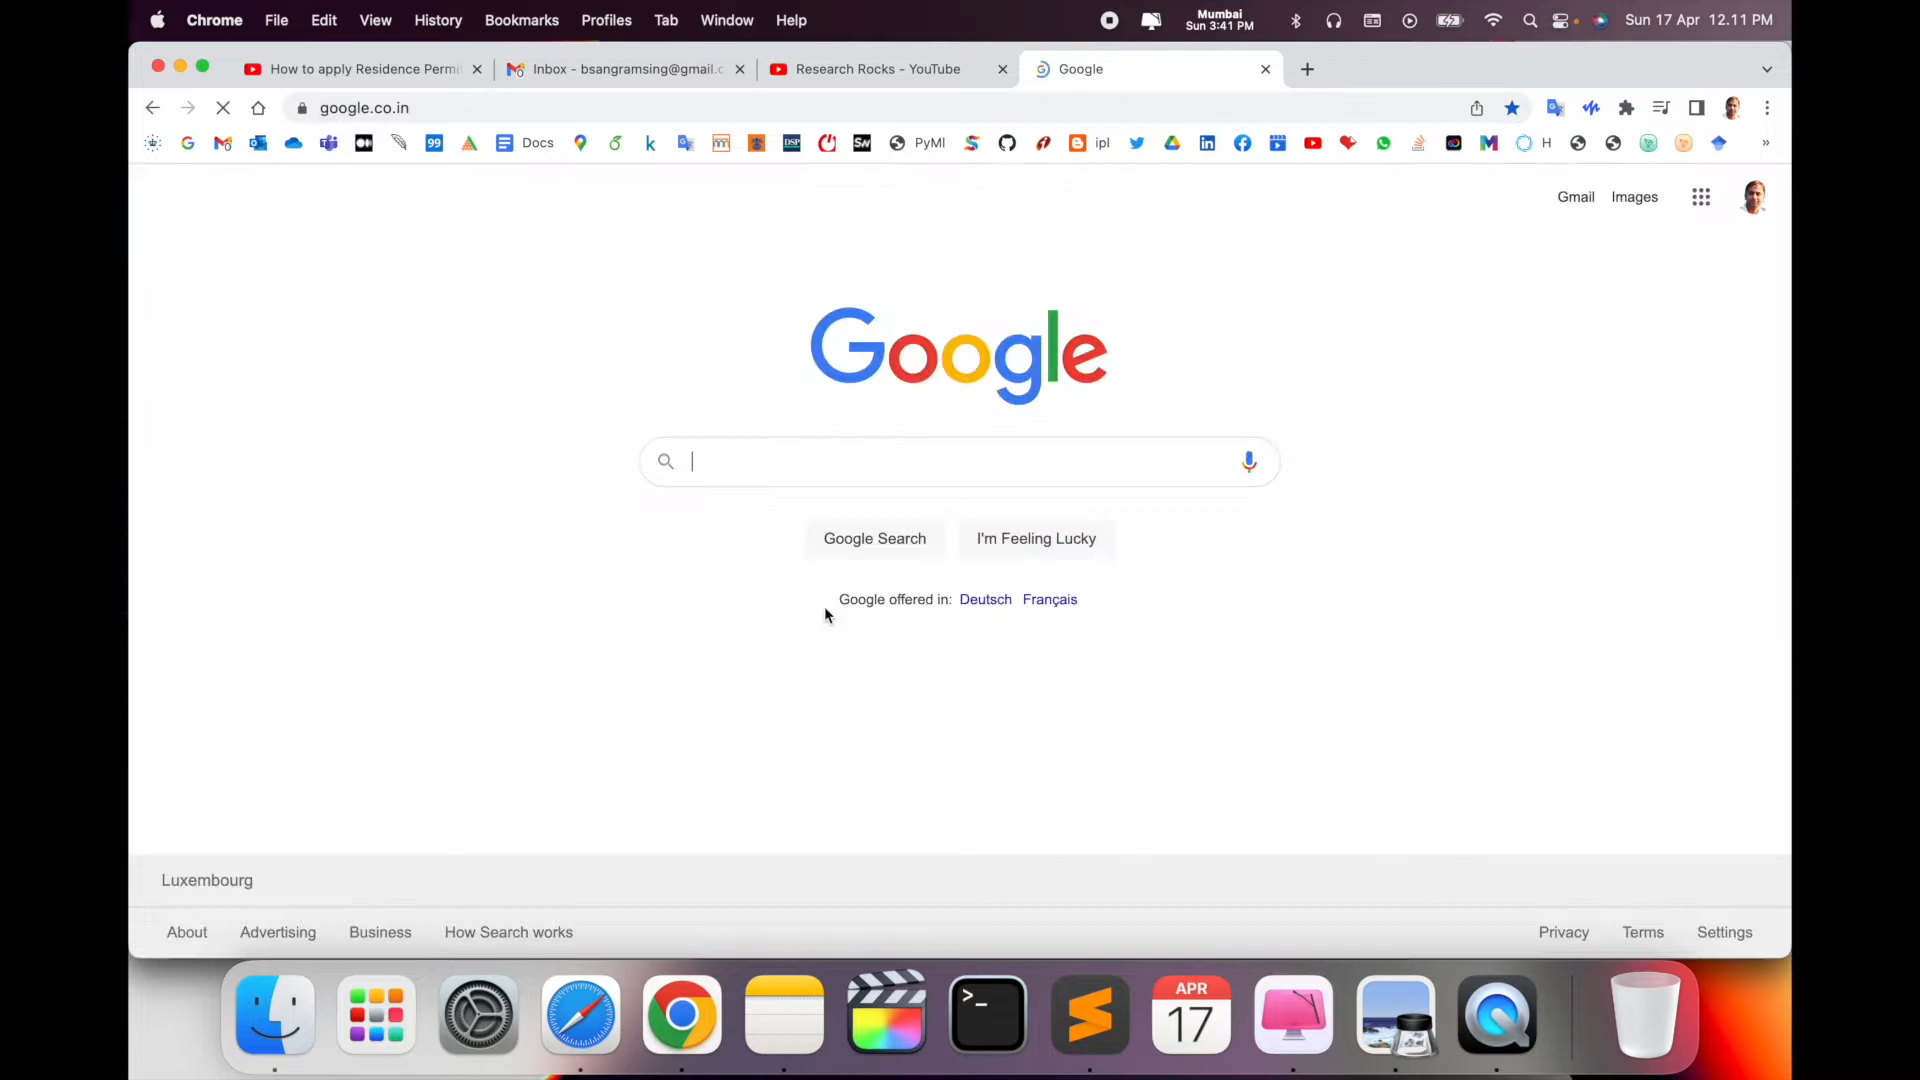 Chrome File Edit View History Bookmarks Profiles Tab Window Help
Mumbai
Sun 3:41 PM
Sun 17 Apr 12.11 PM
How to apply Residence Permi
Inbox - bsangramsing@gmail.c
Research Rocks - YouTube
Google
google.co.in
99
Docs
k
DSP
PyMI
ipl
H
»
Gmail Images
Google
Google Search I'm Feeling Lucky
Google offered in: Deutsch Français
Luxembourg
About Advertising Business How Search works
Privacy Terms Settings
>_
APR
17